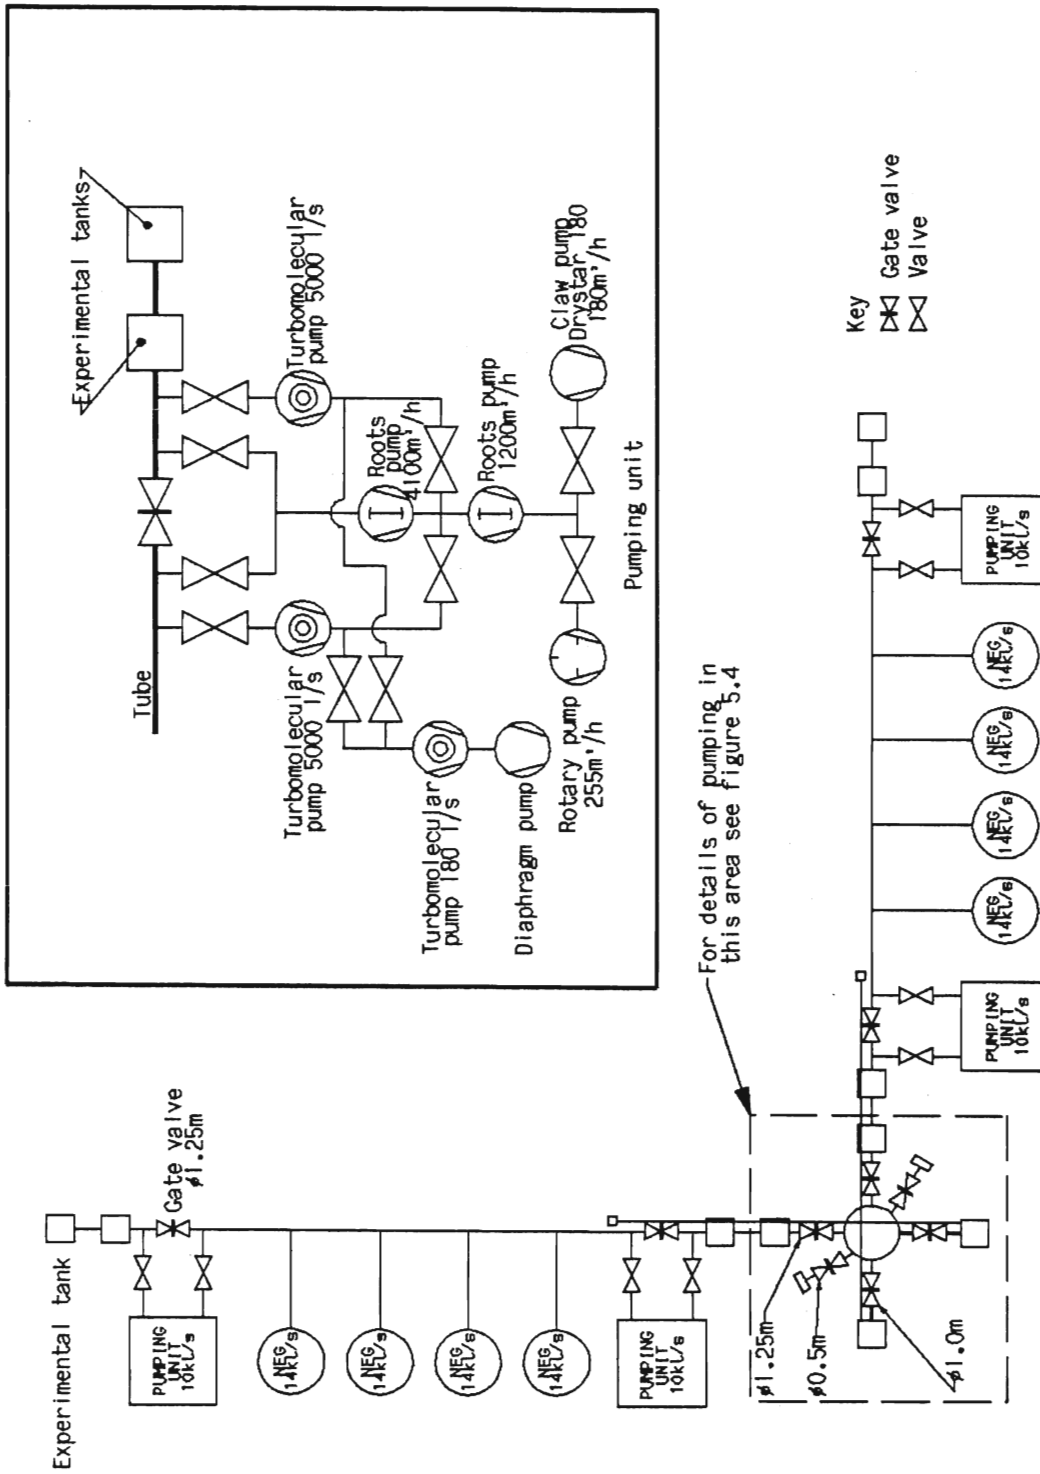 Experimental tanks
Tube
Turbomolecular
pump 5000 l/s
Turbomolecular
pump 5000 l/s
Roots
pump
4100m³/h
Roots pump
1200m³/h
Turbomolecular
pump 180 l/s
Diaphragm pump
Rotary pump
255m³/h
Claw pump
Drystar 180
180m³/h
Pumping unit
Key
Gate valve
Valve
Experimental tank
Gate valve
ø1.25m
PUMPING
UNIT
10kl/s
NEG
14kl/s
NEG
14kl/s
NEG
14kl/s
NEG
14kl/s
PUMPING
UNIT
10kl/s
For details of pumping in
this area see figure 5.4
ø1.25m
ø0.5m
ø1.0m
PUMPING
UNIT
10kl/s
NEG
14kl/s
NEG
14kl/s
NEG
14kl/s
NEG
14kl/s
PUMPING
UNIT
10kl/s